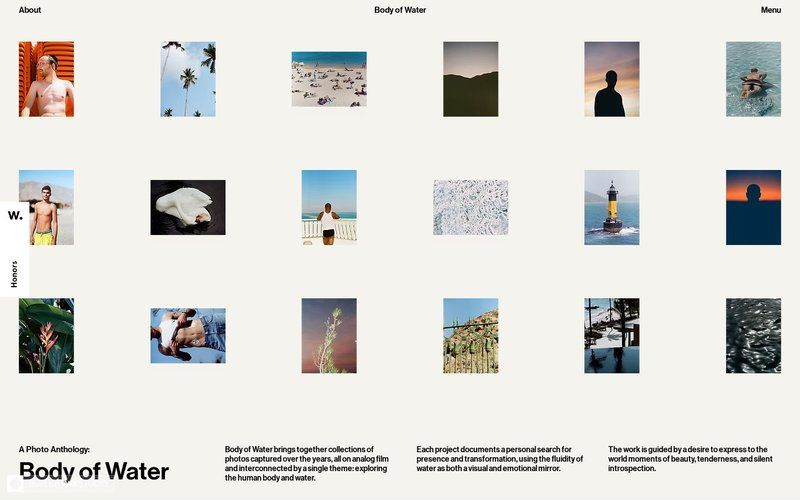 About
Body of Water
Menu
W.
Honors
A Photo Anthology:
Body of Water
Body of Water brings together collections of
photos captured over the years, all on analog film
and interconnected by a single theme: exploring
the human body and water.
Each project documents a personal search for
presence and transformation, using the fluidity of
water as both a visual and emotional mirror.
The work is guided by a desire to express to the
world moments of beauty, tenderness, and silent
introspection.